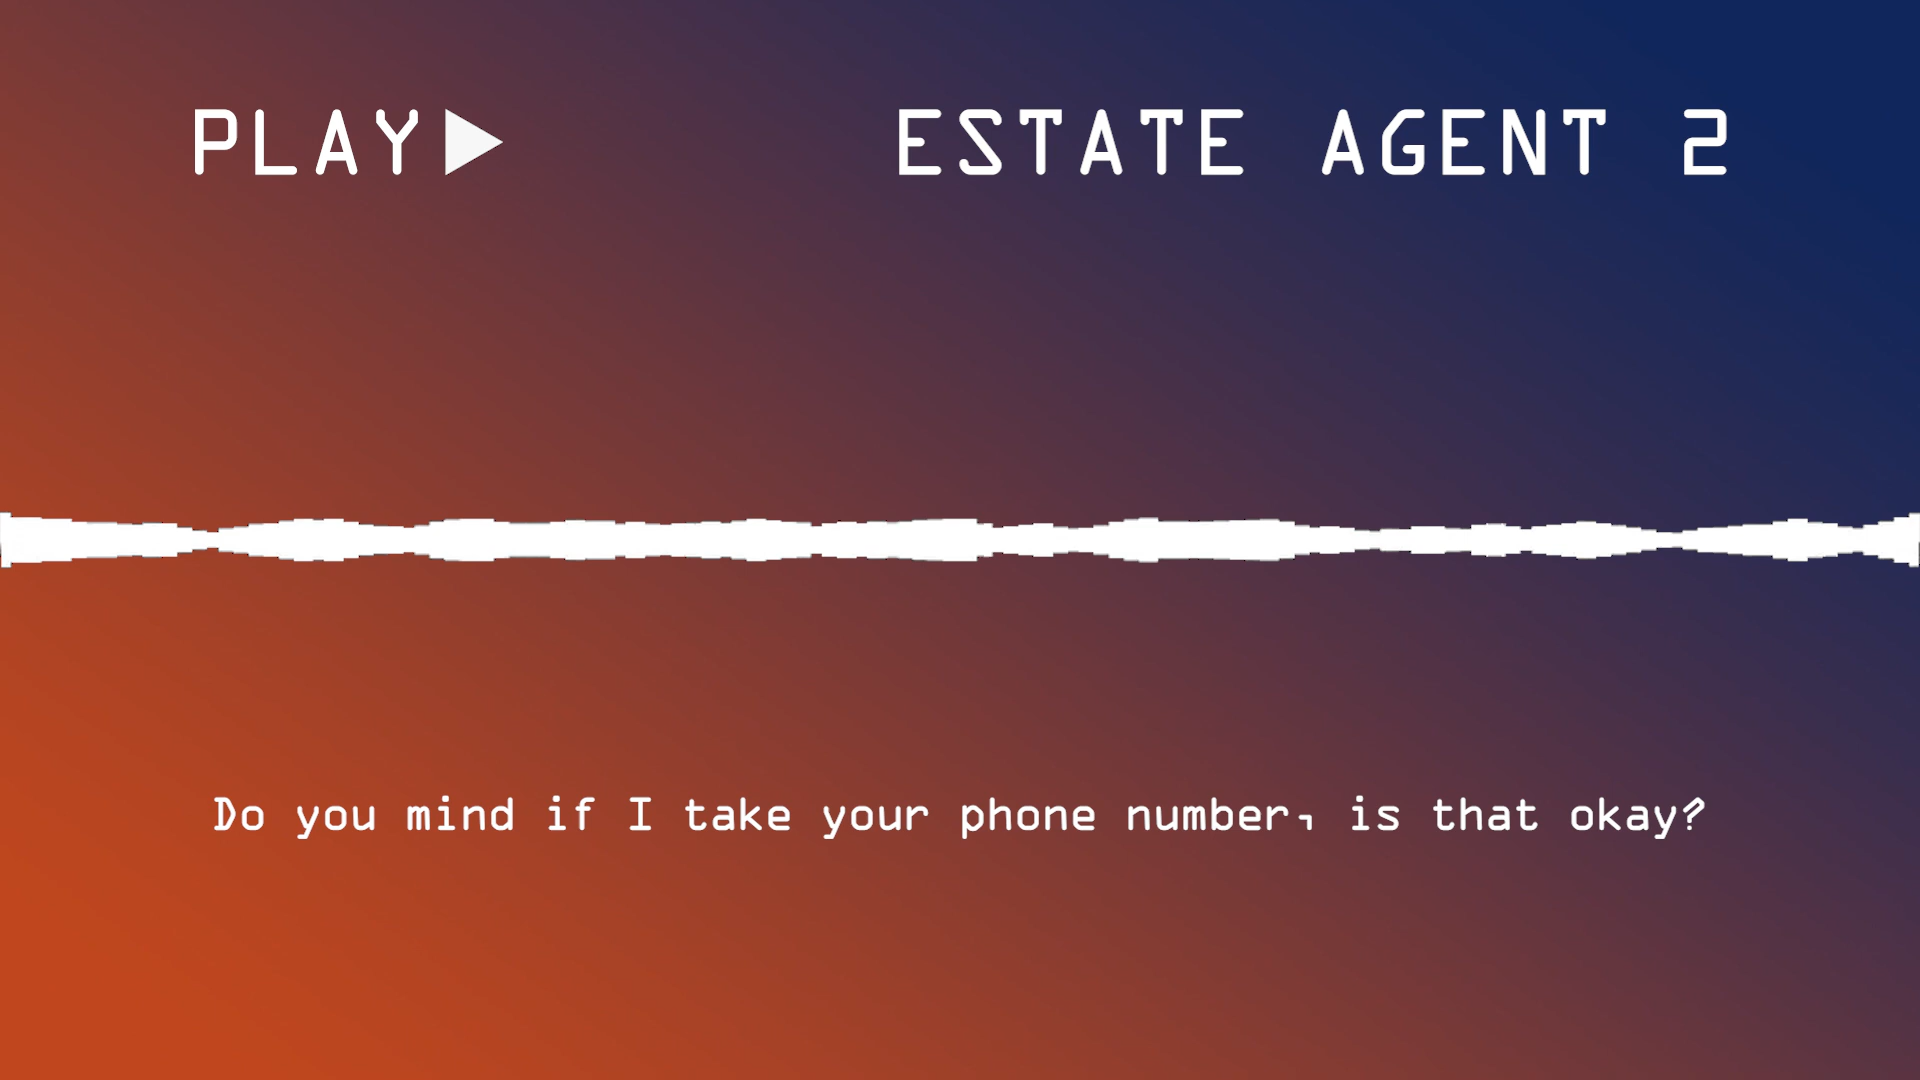 PLAY
ESTATE AGENT 2
Do you mind if I take your phone number, is that okay?